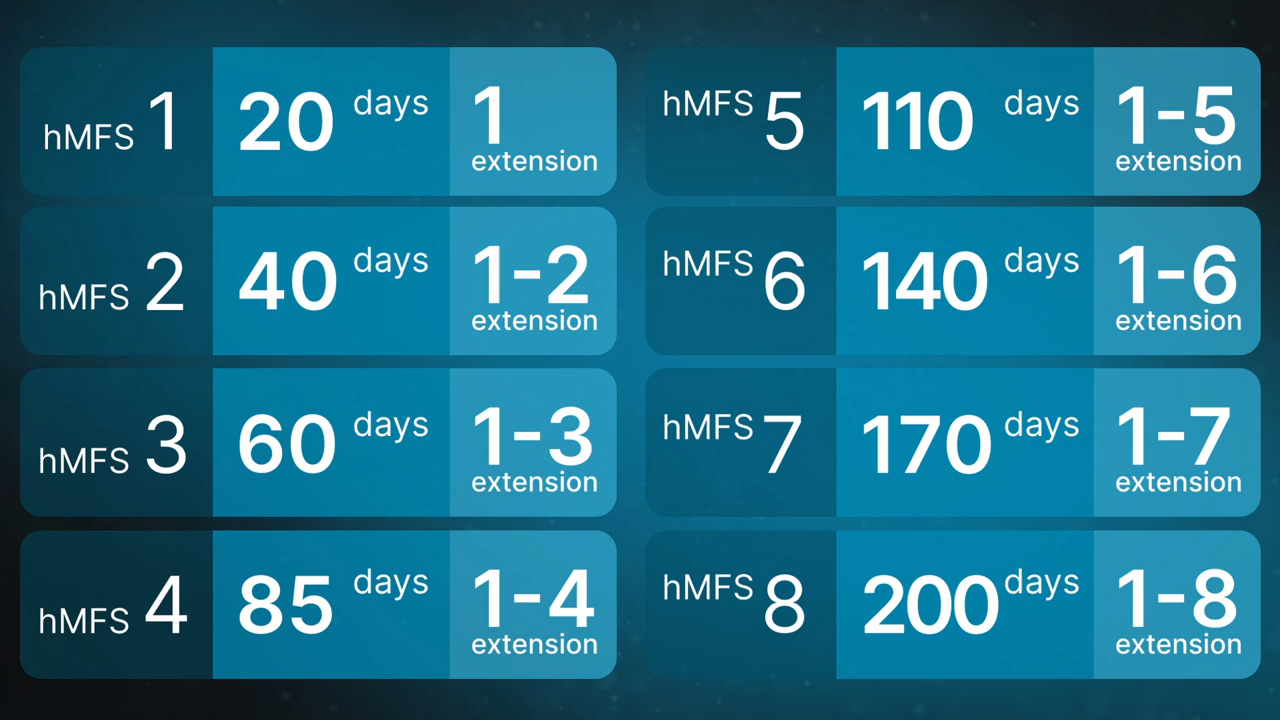 hMFS 1 20 days 1
extension
hMFS 2 40 days 1-2
extension
hMFS 3 60 days 1-3
extension
hMFS 4 85 days 1-4
extension
hMFS 5 110 days 1-5
extension
hMFS 6 140 days 1-6
extension
hMFS 7 170 days 1-7
extension
hMFS 8 200 days 1-8
extension